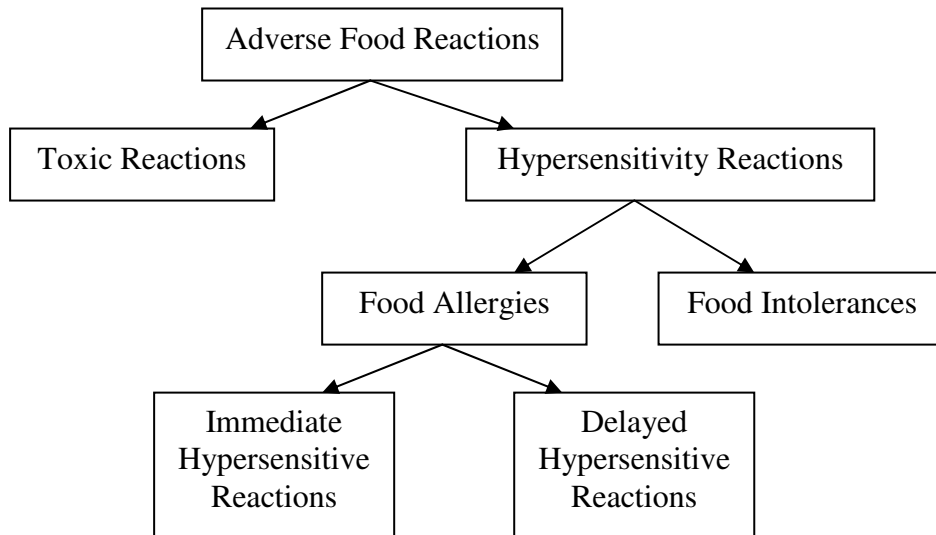 Adverse Food Reactions
Toxic Reactions
Hypersensitivity Reactions
Food Allergies
Food Intolerances
Immediate
Hypersensitive
Reactions
Delayed
Hypersensitive
Reactions